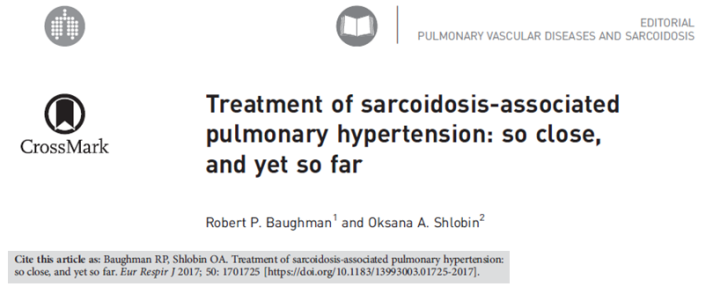 EDITORIAL
PULMONARY VASCULAR DISEASES AND SARCOIDOSIS
CrossMark
Treatment of sarcoidosis-associated
pulmonary hypertension: so close,
and yet so far
Robert P. Baughman1 and Oksana A. Shlobin2
Cite this article as: Baughman RP, Shlobin OA. Treatment of sarcoidosis-associated pulmonary hypertension:
so close, and yet so far. Eur Respir J 2017; 50: 1701725 [https://doi.org/10.1183/13993003.01725-2017].